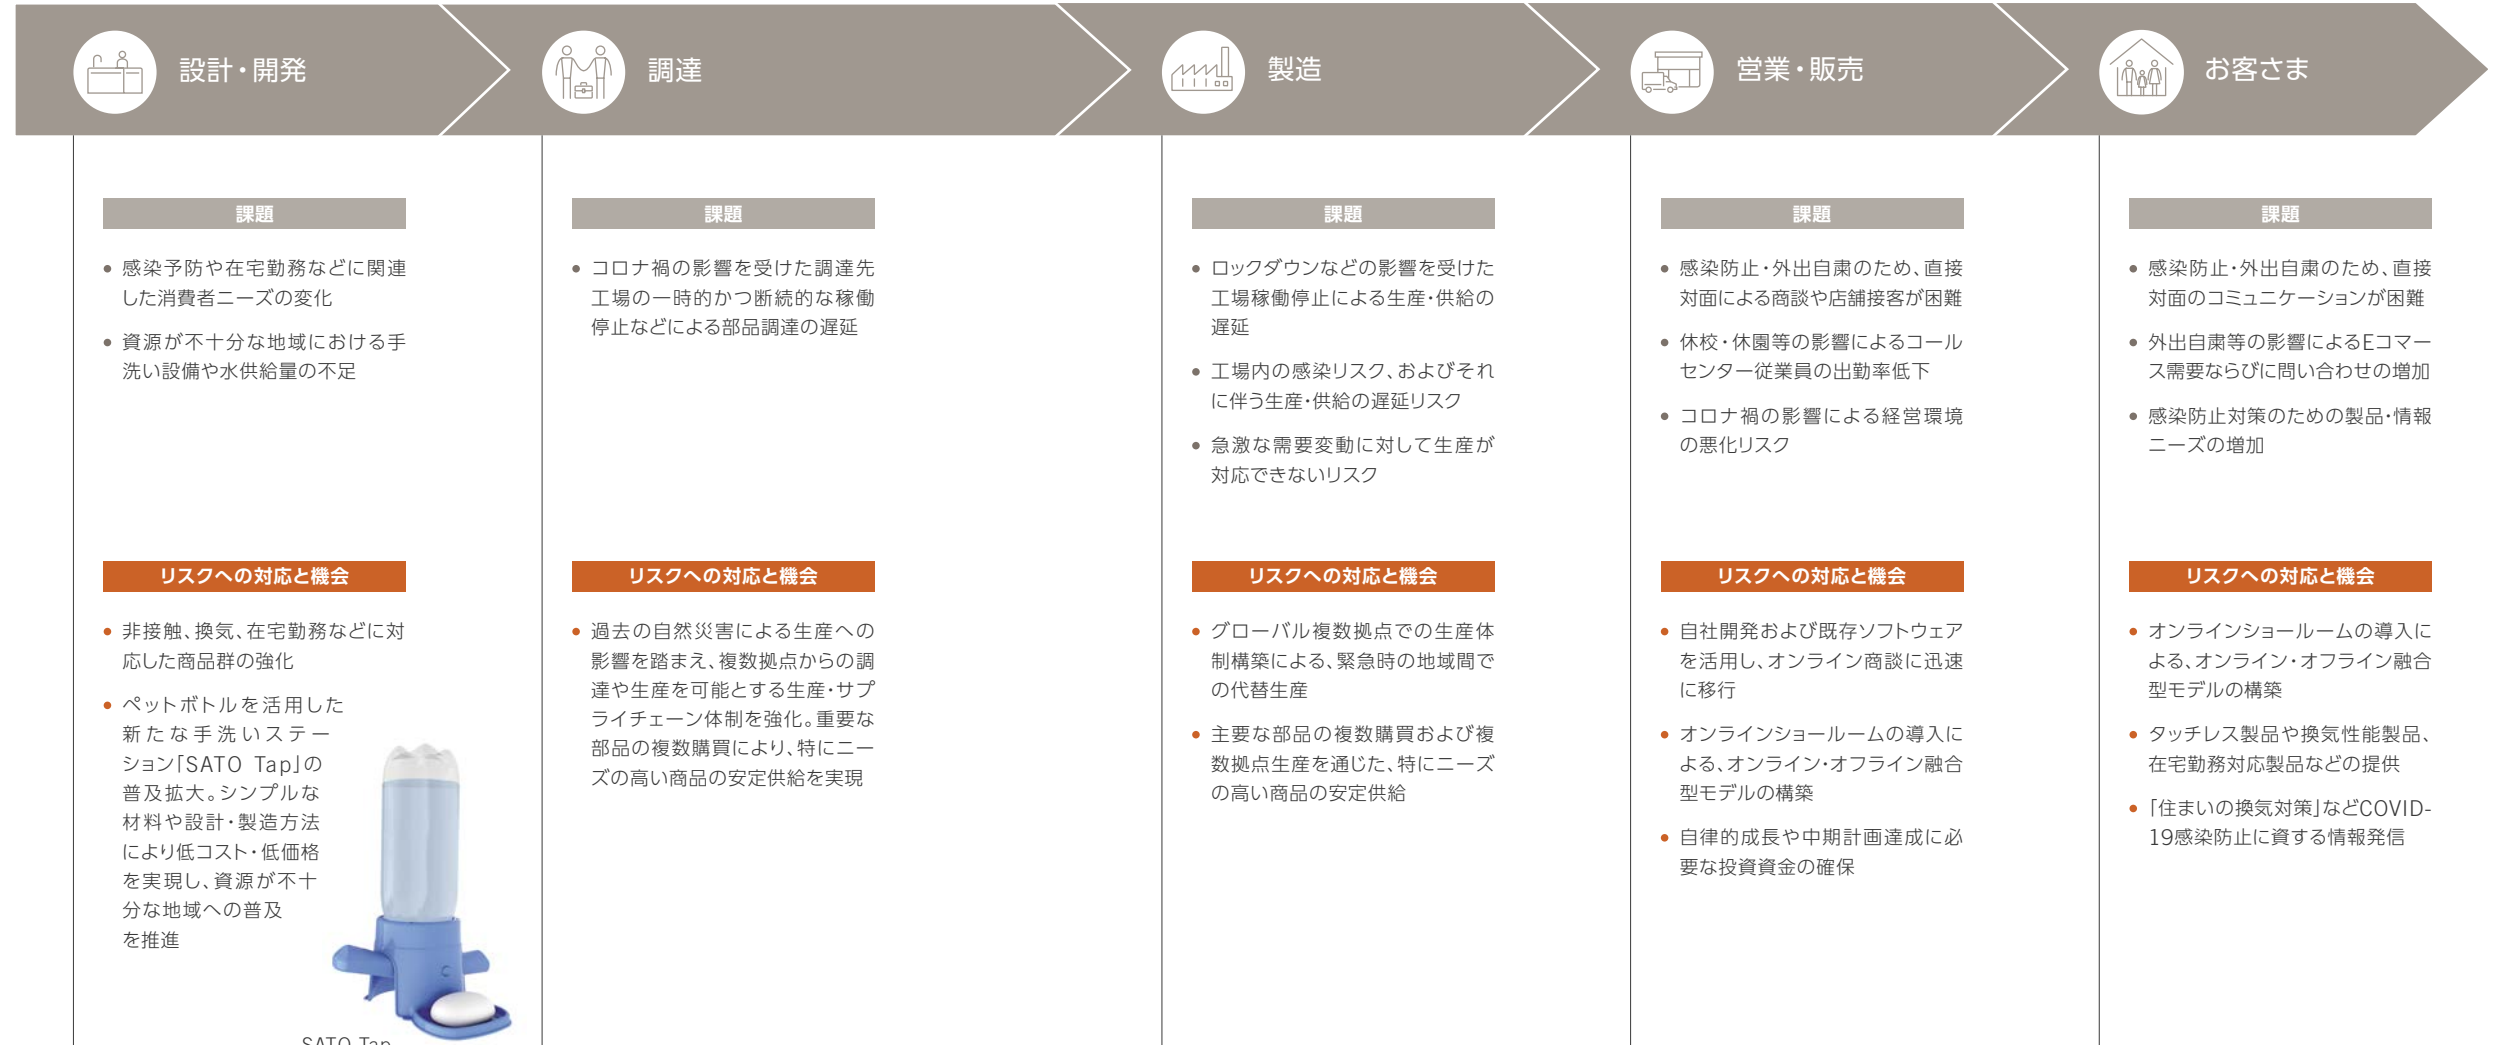 設計・開発
調達
製造
営業・販売
お客さま
課題
● 感染予防や在宅勤務などに関連
した消費者ニーズの変化
● 資源が不十分な地域における手
洗い設備や水供給量の不足
リスクへの対応と機会
● 非接触、換気、在宅勤務などに対
応した商品群の強化
● ペットボトルを活用した
新たな手洗いステー
ション｢SATO Tap｣の
普及拡大。シンプルな
材料や設計・製造方法
により低コスト・低価格
を実現し、資源が不十
分な地域への普及
を推進
SATO Tap
課題
● コロナ禍の影響を受けた調達先
工場の一時的かつ断続的な稼働
停止などによる部品調達の遅延
リスクへの対応と機会
● 過去の自然災害による生産への
影響を踏まえ、複数拠点からの調
達や生産を可能とする生産・サプ
ライチェーン体制を強化。重要な
部品の複数購買により、特にニー
ズの高い商品の安定供給を実現
課題
● ロックダウンなどの影響を受けた
工場稼働停止による生産・供給の
遅延
● 工場内の感染リスク、およびそれ
に伴う生産・供給の遅延リスク
● 急激な需要変動に対して生産が
対応できないリスク
リスクへの対応と機会
● グローバル複数拠点での生産体
制構築による、緊急時の地域間で
の代替生産
● 主要な部品の複数購買および複
数拠点生産を通じた、特にニーズ
の高い商品の安定供給
課題
● 感染防止・外出自粛のため、直接
対面による商談や店舗接客が困難
● 休校・休園等の影響によるコール
センター従業員の出勤率低下
● コロナ禍の影響による経営環境
の悪化リスク
リスクへの対応と機会
● 自社開発および既存ソフトウェア
を活用し、オンライン商談に迅速
に移行
● オンラインショールームの導入に
よる、オンライン・オフライン融合
型モデルの構築
● 自律的成長や中期計画達成に必
要な投資資金の確保
課題
● 感染防止・外出自粛のため、直接
対面のコミュニケーションが困難
● 外出自粛等の影響によるEコマー
ス需要ならびに問い合わせの増加
● 感染防止対策のための製品・情報
ニーズの増加
リスクへの対応と機会
● オンラインショールームの導入に
よる、オンライン・オフライン融合
型モデルの構築
● タッチレス製品や換気性能製品、
在宅勤務対応製品などの提供
● ｢住まいの換気対策｣などCOVID-
19感染防止に資する情報発信